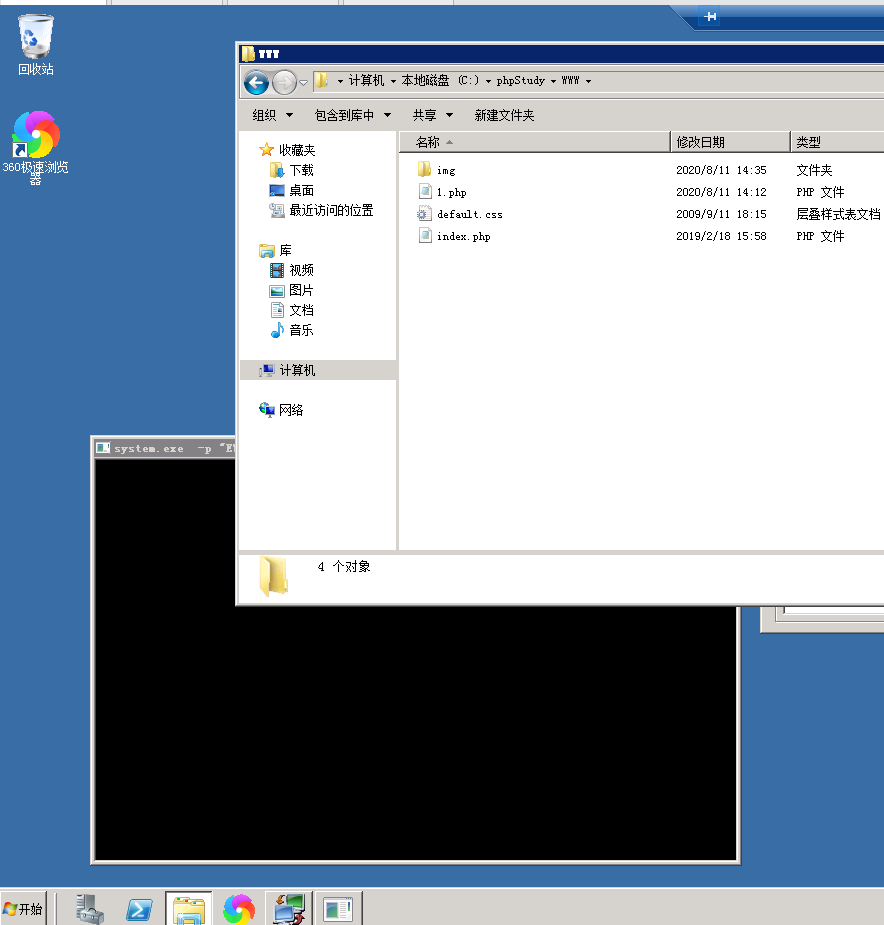 回收站
360极速浏览
器
WWW
计算机 本地磁盘 (C:) phpStudy WWW
组织 包含到库中 共享 新建文件夹
收藏夹
下载
桌面
最近访问的位置
库
视频
图片
文档
音乐
计算机
网络
名称 修改日期 类型
img 2020/8/11 14:35 文件夹
1.php 2020/8/11 14:12 PHP 文件
default.css 2009/9/11 18:15 层叠样式表文档
index.php 2019/2/18 15:58 PHP 文件
4 个对象
system.exe -p "E
开始